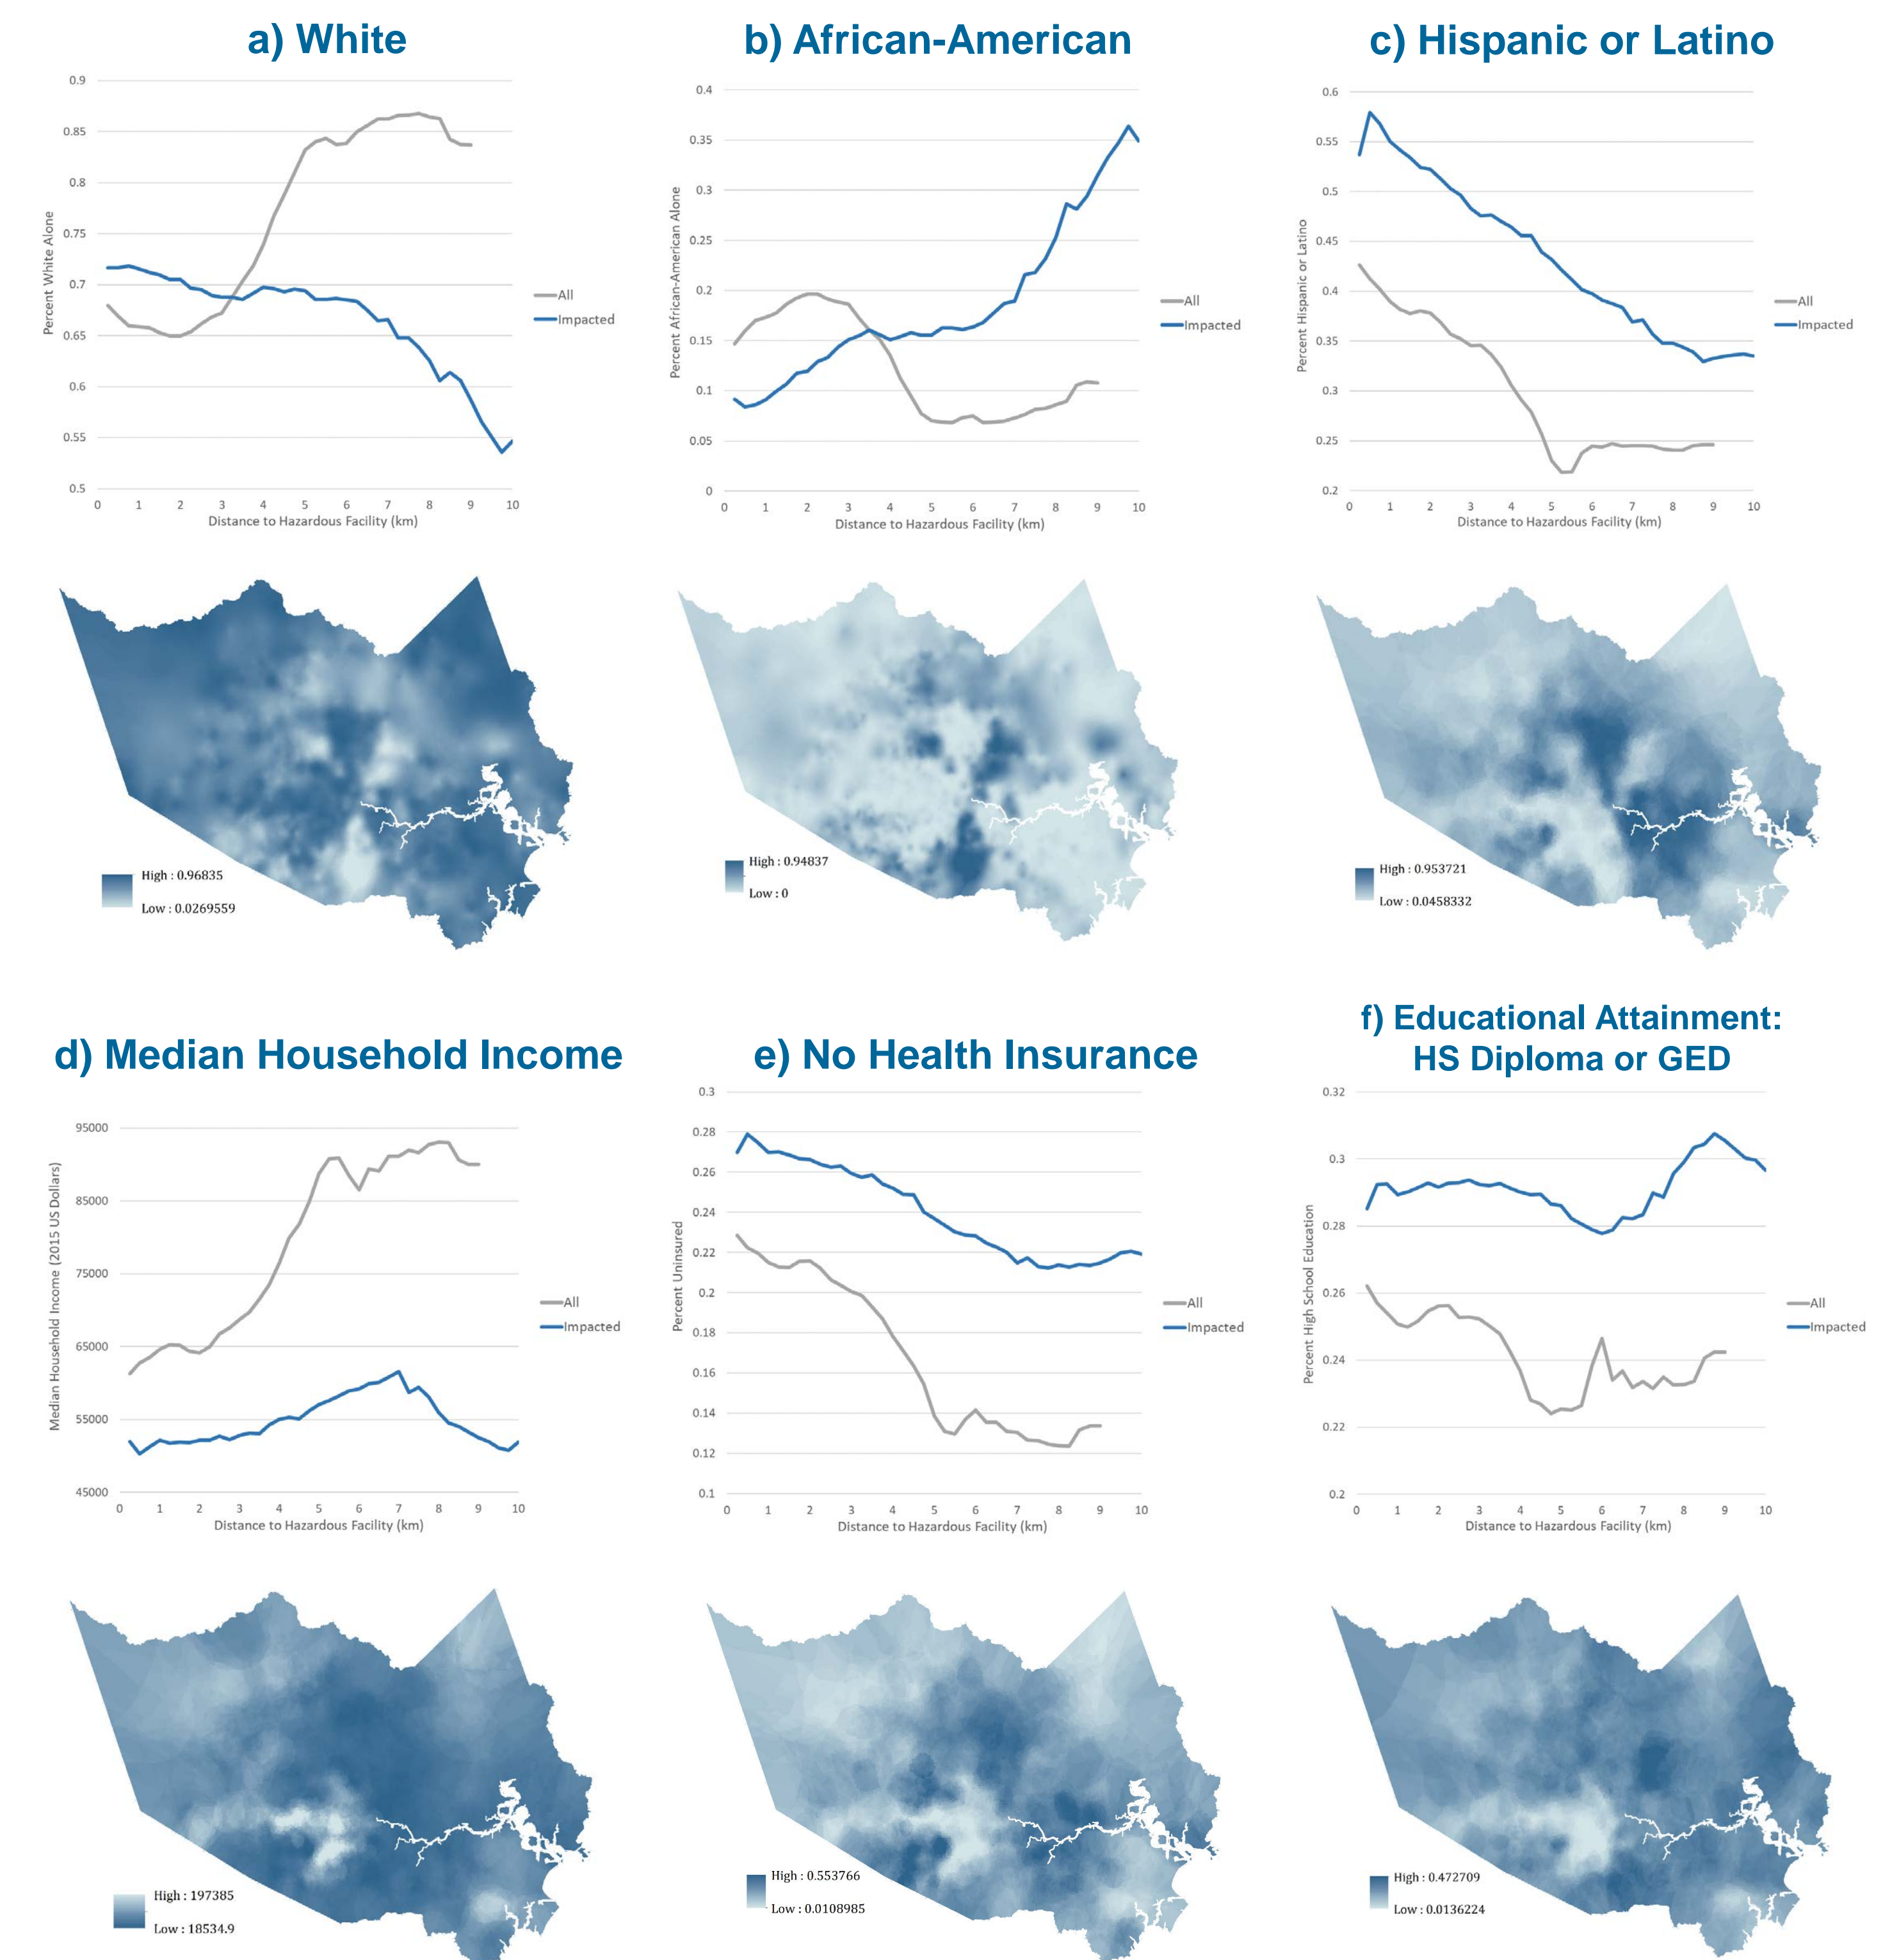 a) White
0.9
0.85
0.8
0.75
0.7
0.65
0.6
0.55
0.5
Percent White Alone
0 1 2 3 4 5 6 7 8 9 10
Distance to Hazardous Facility (km)
All
Impacted
b) African-American
0.4
0.35
0.3
0.25
0.2
0.15
0.1
0.05
0
Percent African-American Alone
0 1 2 3 4 5 6 7 8 9 10
Distance to Hazardous Facility (km)
All
Impacted
c) Hispanic or Latino
0.6
0.55
0.5
0.45
0.4
0.35
0.3
0.25
0.2
Percent Hispanic or Latino
0 1 2 3 4 5 6 7 8 9 10
Distance to Hazardous Facility (km)
All
Impacted
High : 0.96835
Low : 0.0269559
High : 0.94837
Low : 0
High : 0.953721
Low : 0.0458332
d) Median Household Income
95000
85000
75000
65000
55000
45000
Median Household Income (2015 US Dollars)
0 1 2 3 4 5 6 7 8 9 10
Distance to Hazardous Facility (km)
All
Impacted
e) No Health Insurance
0.3
0.28
0.26
0.24
0.22
0.2
0.18
0.16
0.14
0.12
0.1
Percent Uninsured
0 1 2 3 4 5 6 7 8 9 10
Distance to Hazardous Facility (km)
All
Impacted
f) Educational Attainment:
HS Diploma or GED
0.32
0.3
0.28
0.26
0.24
0.22
0.2
Percent High School Education
0 1 2 3 4 5 6 7 8 9 10
Distance to Hazardous Facility (km)
All
Impacted
High : 197385
Low : 18534.9
High : 0.553766
Low : 0.0108985
High : 0.472709
Low : 0.0136224